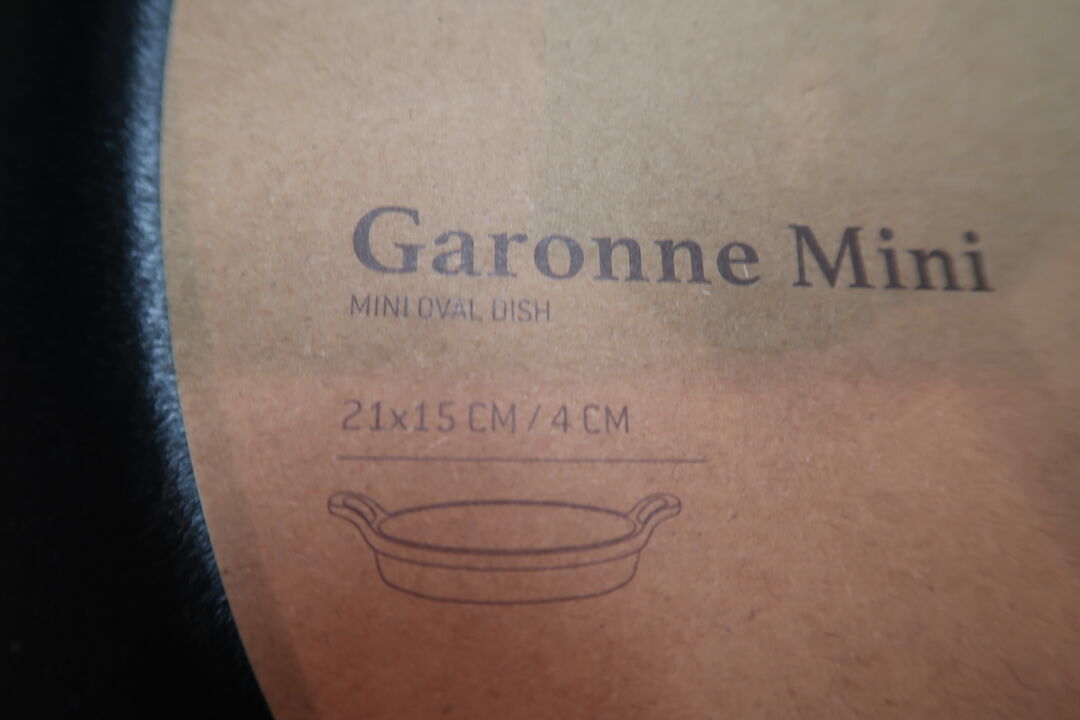 Garonne Mini
MINI OVAL DISH
21x15 CM / 4 CM